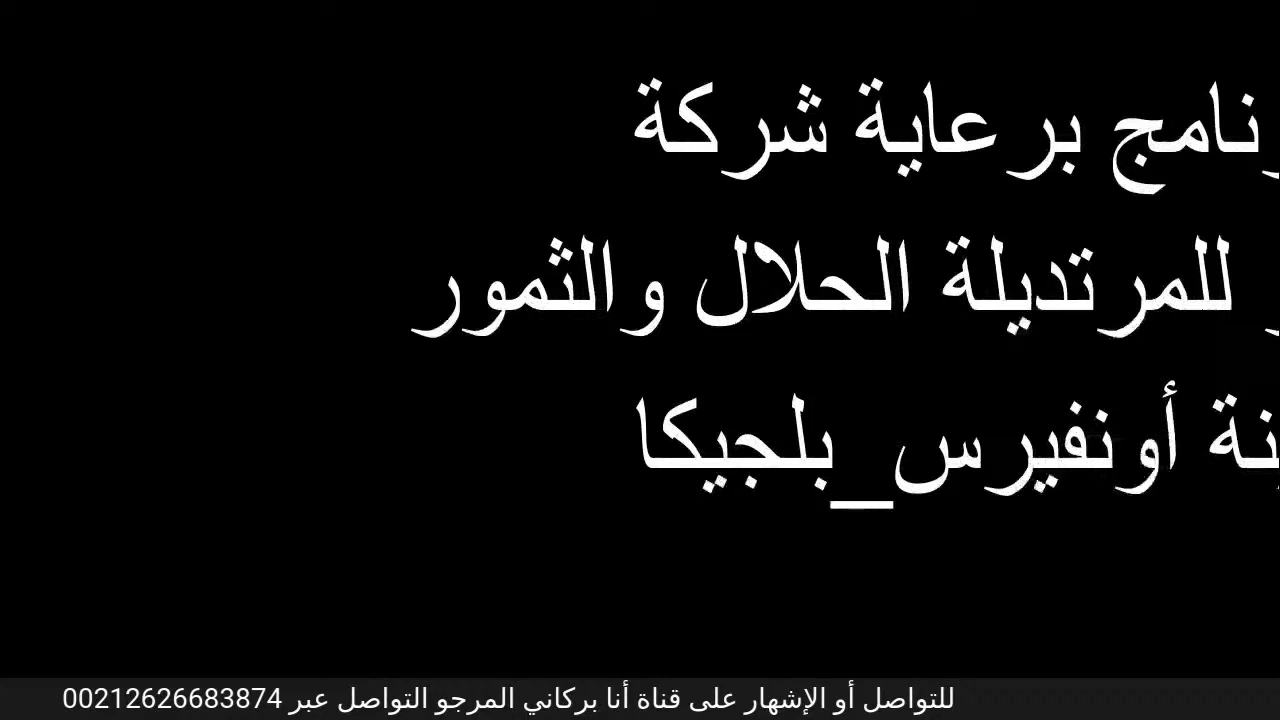 برعاية شركة
للمرتديلة الحلال والثمور
أونفيرس_بلجيكا
للتواصل أو الإشهار على قناة أنا بركاني المرجو التواصل عبر 00212626683874